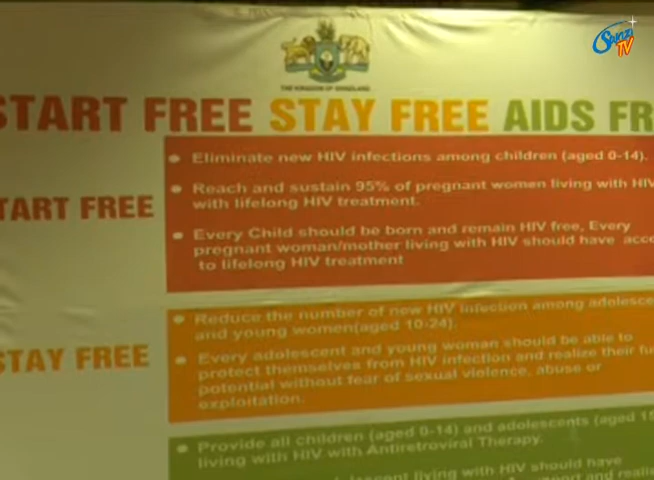 Swazi TV
THE KINGDOM OF SWAZILAND
START FREE STAY FREE AIDS FR
TART FREE
Eliminate new HIV infections among children (aged 0-14).
Reach and sustain 95% of pregnant women living with HIV
with lifelong HIV treatment.
Every Child should be born and remain HIV free, Every
pregnant woman/mother living with HIV should have acce
to lifelong HIV treatment
STAY FREE
Reduce the number of new HIV infection among adolesce
and young women(aged 10-24).
Every adolescent and young woman should be able to
protect themselves from HIV infection and realize their fu
potential without fear of sexual violence, abuse or
exploitation.
Provide all children (aged 0-14) and adolescents (aged 15
living with HIV with Antiretroviral Therapy.
living with HIV should have